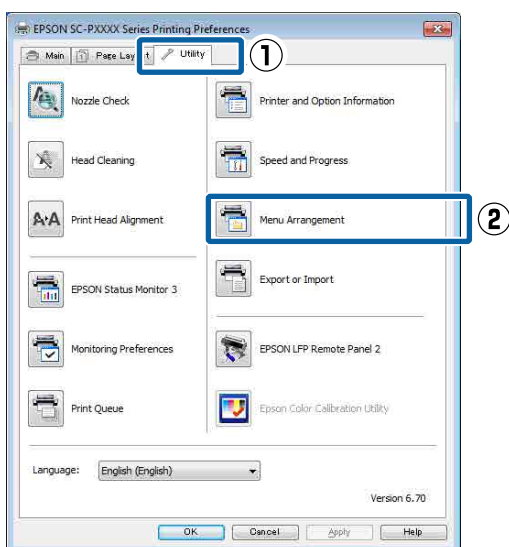 EPSON SC-PXXXX Series Printing Preferences
Main
Page Lay t
Utility
1
Nozzle Check
Printer and Option Information
Head Cleaning
Speed and Progress
A·A
Print Head Alignment
Menu Arrangement
2
EPSON Status Monitor 3
Export or Import
Monitoring Preferences
EPSON LFP Remote Panel 2
Print Queue
Epson Color Calibration Utility
Language:
English (English)
Version 6.70
OK
Cancel
Apply
Help